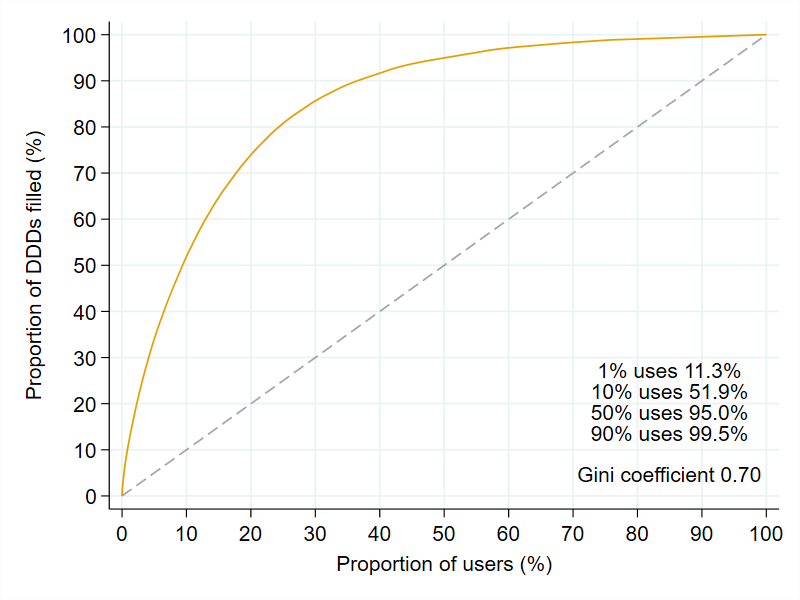 100
90
80
70
60
50
40
30
20
10
0
Proportion of DDDs filled (%)
1% uses 11.3%
10% uses 51.9%
50% uses 95.0%
90% uses 99.5%
Gini coefficient 0.70
0 10 20 30 40 50 60 70 80 90 100
Proportion of users (%)